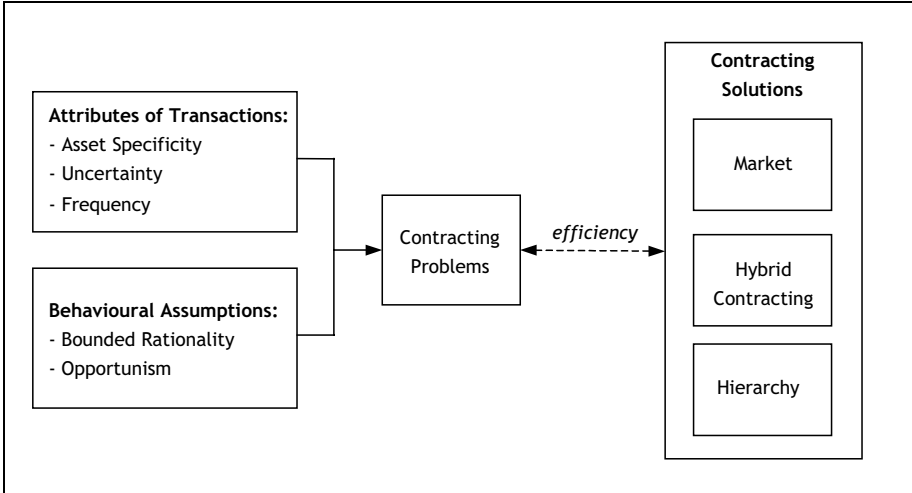 Attributes of Transactions:
- Asset Specificity
- Uncertainty
- Frequency
Behavioural Assumptions:
- Bounded Rationality
- Opportunism
Contracting
Problems
efficiency
Contracting
Solutions
Market
Hybrid
Contracting
Hierarchy